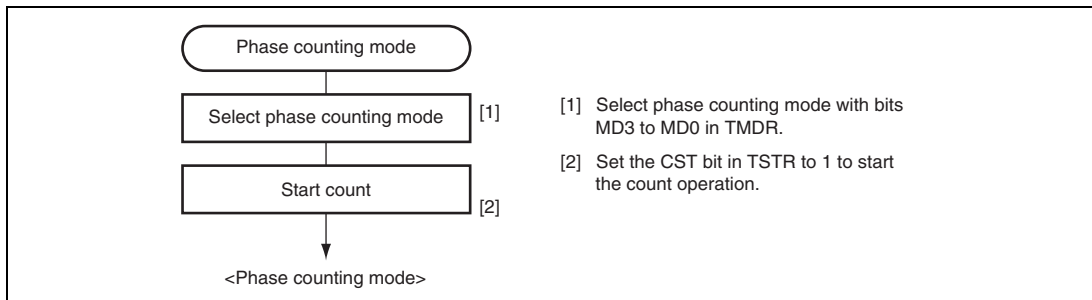 Phase counting mode
Select phase counting mode
[1]
Start count
[2]
<Phase counting mode>
[1] Select phase counting mode with bits
MD3 to MD0 in TMDR.
[2] Set the CST bit in TSTR to 1 to start
the count operation.